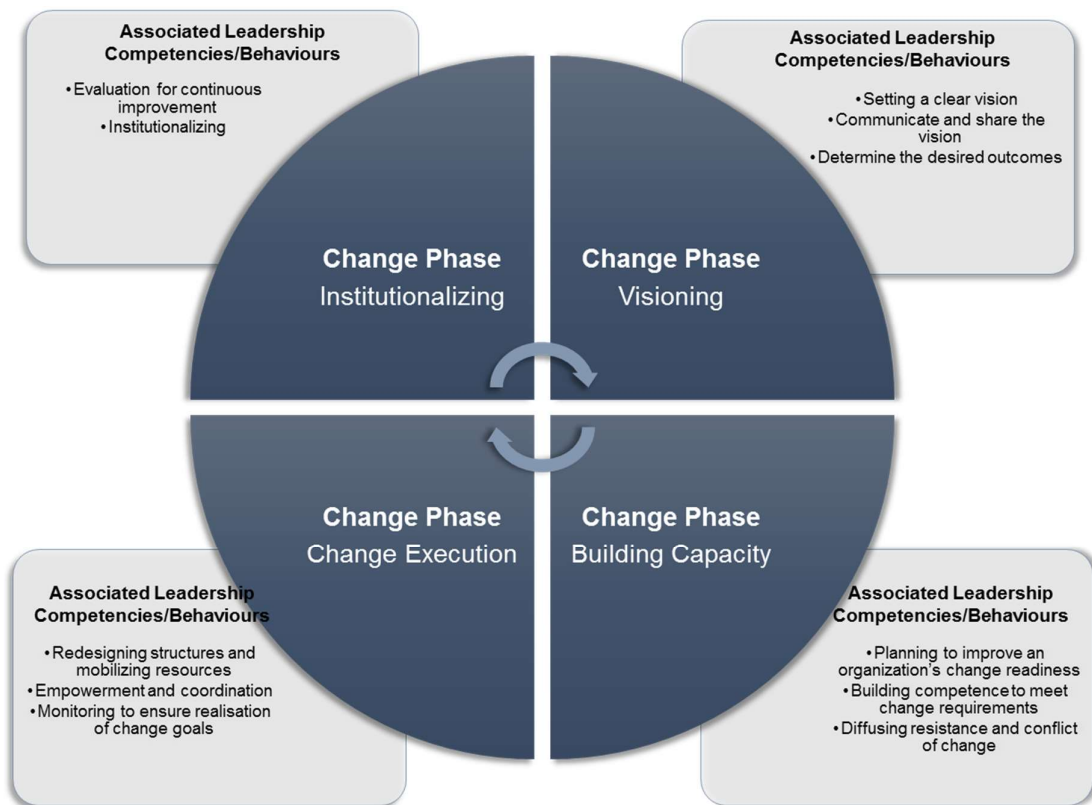 Associated Leadership
Competencies/Behaviours
•Evaluation for continuous
improvement
•Institutionalizing
Associated Leadership
Competencies/Behaviours
•Setting a clear vision
•Communicate and share the
vision
•Determine the desired outcomes
Change Phase
Institutionalizing
Change Phase
Visioning
Change Phase
Change Execution
Change Phase
Building Capacity
Associated Leadership
Competencies/Behaviours
•Redesigning structures and
mobilizing resources
•Empowerment and coordination
•Monitoring to ensure realisation
of change goals
Associated Leadership
Competencies/Behaviours
•Planning to improve an
organization's change readiness
•Building competence to meet
change requirements
•Diffusing resistance and conflict
of change